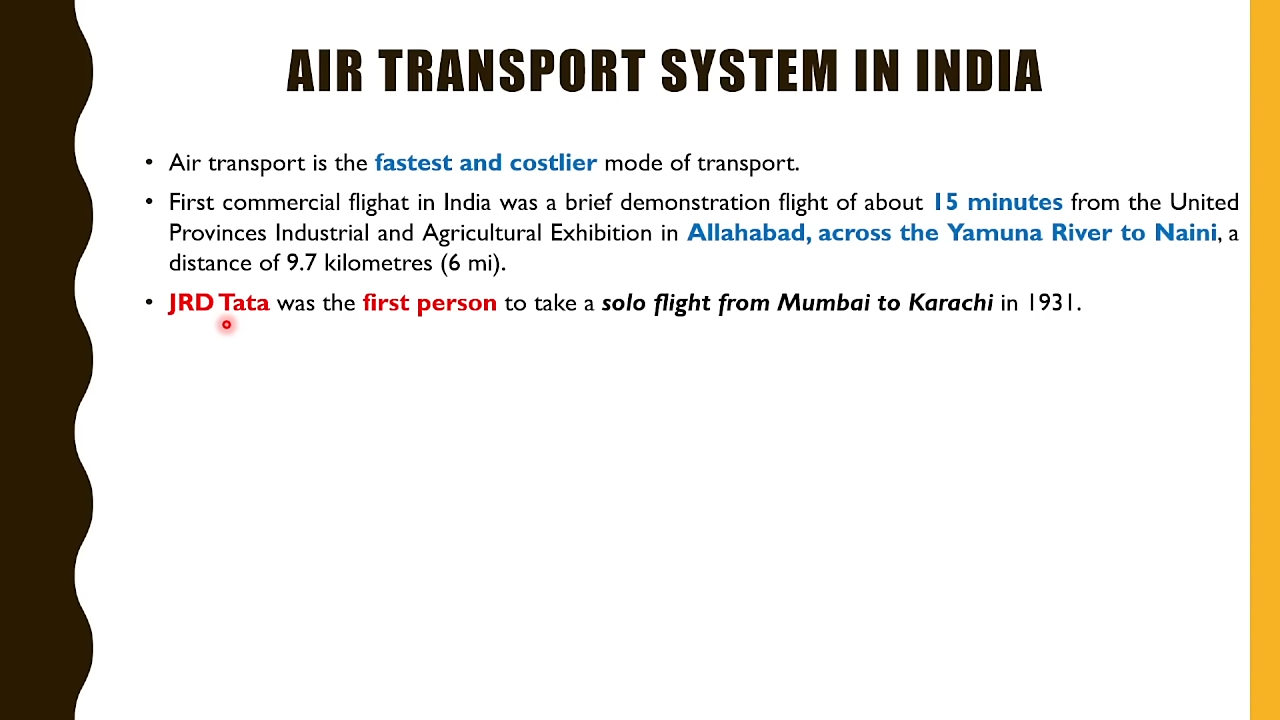 AIR TRANSPORT SYSTEM IN INDIA
• Air transport is the fastest and costlier mode of transport.
• First commercial flighat in India was a brief demonstration flight of about 15 minutes from the United
Provinces Industrial and Agricultural Exhibition in Allahabad, across the Yamuna River to Naini, a
distance of 9.7 kilometres (6 mi).
• JRD Tata was the first person to take a solo flight from Mumbai to Karachi in 1931.